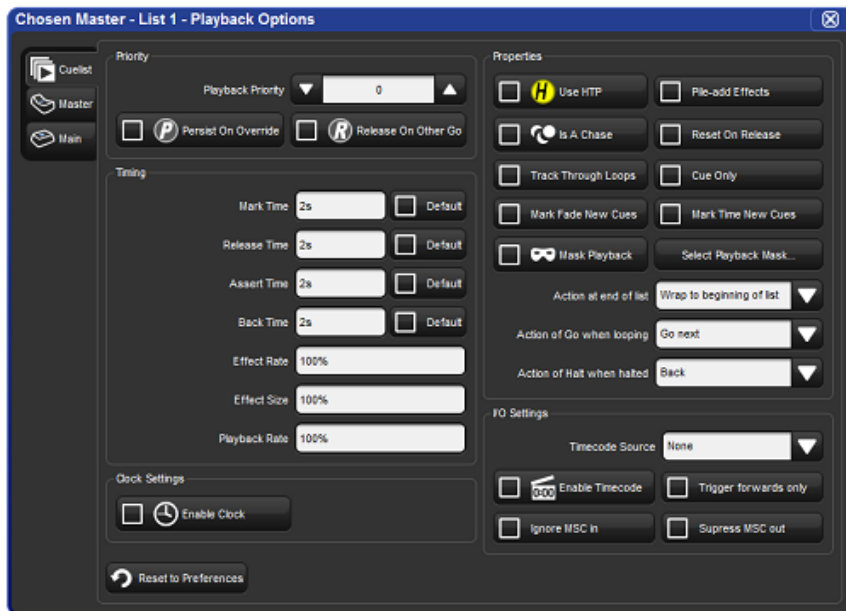 Chosen Master - List 1 - Playback Options
Cuelist
Master
Main
Priority
Playback Priority 0
P Persist On Override R Release On Other Go
Timing
Mark Time 2s Default
Release Time 2s Default
Assert Time 2s Default
Back Time 2s Default
Effect Rate 100%
Effect Size 100%
Playback Rate 100%
Clock Settings
Enable Clock
Reset to Preferences
Properties
H Use HTP Pile-add Effects
Is A Chase Reset On Release
Track Through Loops Cue Only
Mark Fade New Cues Mark Time New Cues
Mask Playback Select Playback Mask...
Action at end of list Wrap to beginning of list
Action of Go when looping Go next
Action of Halt when halted Back
I/O Settings
Timecode Source None
0:00 Enable Timecode Trigger forwards only
Ignore MSC in Supress MSC out